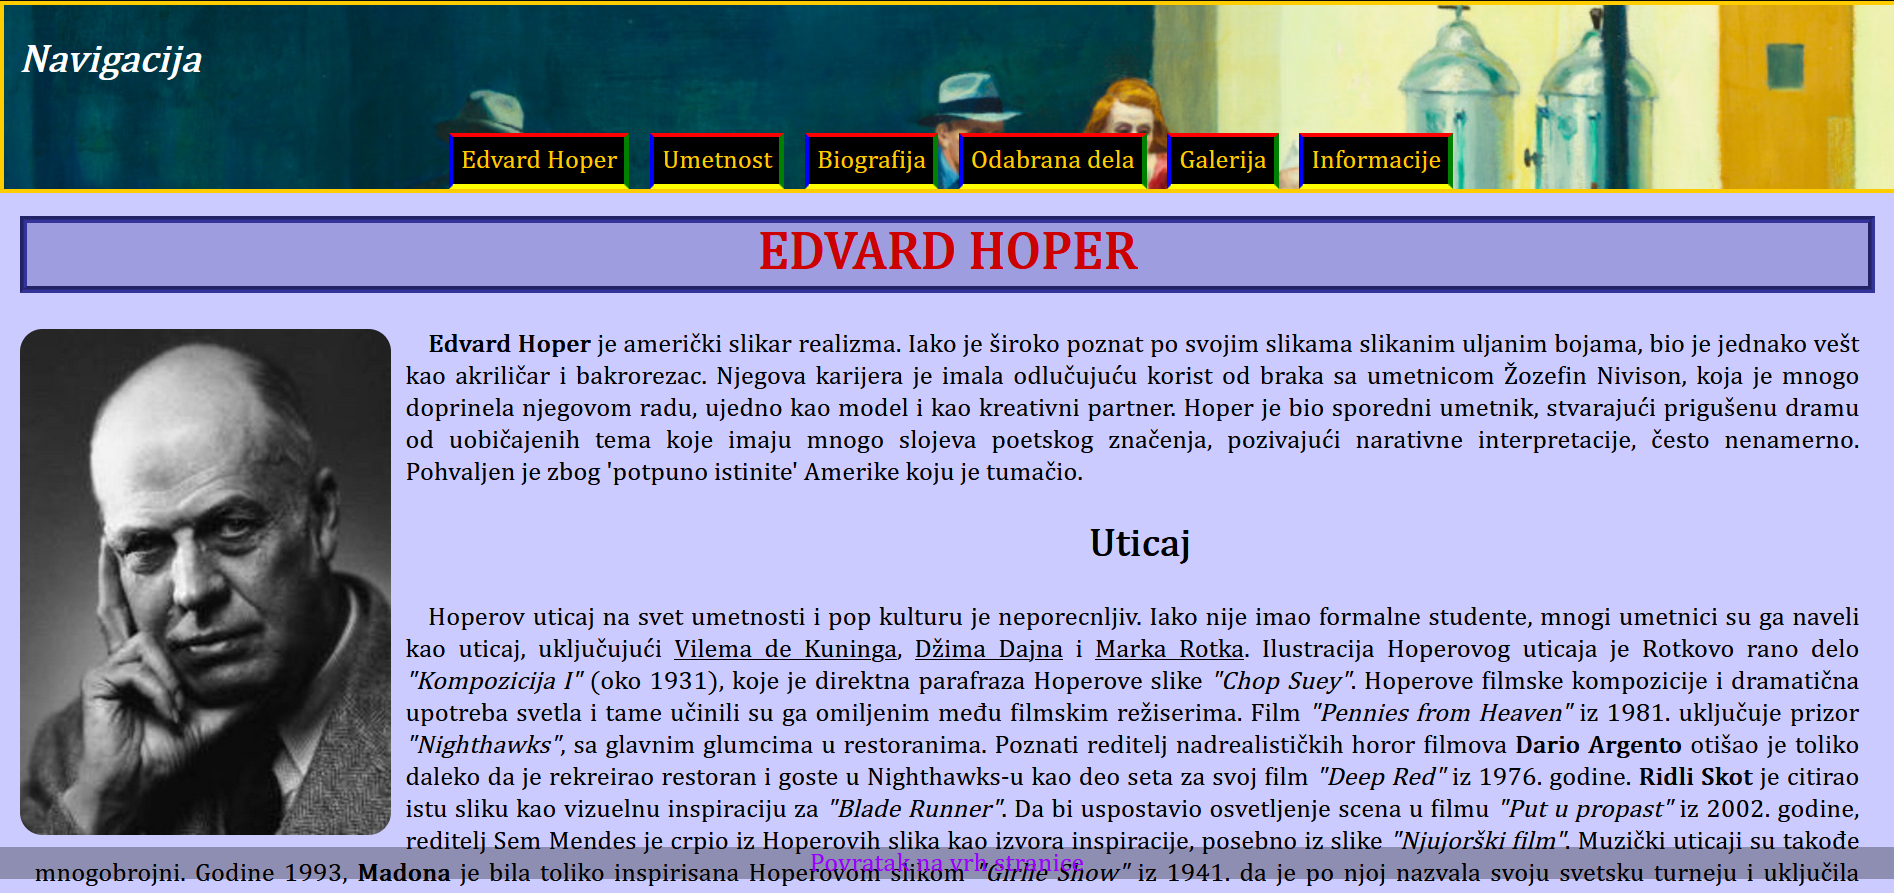 Navigacija
Edvard Hoper Umetnost Biografija Odabrana dela Galerija Informacije
EDVARD HOPER
Edvard Hoper je američki slikar realizma. Iako je široko poznat po svojim slikama slikanim uljanim bojama, bio je jednako vešt
kao akriličar i bakrorezac. Njegova karijera je imala odlučujuću korist od braka sa umetnicom Žozefin Nivison, koja je mnogo
doprinela njegovom radu, ujedno kao model i kao kreativni partner. Hoper je bio sporedni umetnik, stvarajući prigušenu dramu
od uobičajenih tema koje imaju mnogo slojeva poetskog značenja, pozivajući narativne interpretacije, često nenamerno.
Pohvaljen je zbog 'potpuno istinite' Amerike koju je tumačio.
Uticaj
Hoperov uticaj na svet umetnosti i pop kulturu je neporecnljiv. Iako nije imao formalne studente, mnogi umetnici su ga naveli
kao uticaj, uključujući Vilema de Kuninga, Džima Dajna i Marka Rotka. Ilustracija Hoperovog uticaja je Rotkovo rano delo
"Kompozicija I" (oko 1931), koje je direktna parafraza Hoperove slike "Chop Suey". Hoperove filmske kompozicije i dramatična
upotreba svetla i tame učinili su ga omiljenim među filmskim režiserima. Film "Pennies from Heaven" iz 1981. uključuje prizor
"Nighthawks", sa glavnim glumcima u restoranima. Poznati reditelj nadrealističkih horor filmova Dario Argento otišao je toliko
daleko da je rekreirao restoran i goste u Nighthawks-u kao deo seta za svoj film "Deep Red" iz 1976. godine. Ridli Skot je citirao
istu sliku kao vizuelnu inspiraciju za "Blade Runner". Da bi uspostavio osvetljenje scena u filmu "Put u propast" iz 2002. godine,
reditelj Sem Mendes je crpio iz Hoperovih slika kao izvora inspiracije, posebno iz slike "Njujorški film". Muzički uticaji su takođe
mnogobrojni. Godine 1993, Madona je bila toliko inspirisana Hoperovom slikom "Girlie Show" iz 1941. da je po njoj nazvala svoju svetsku turneju i uključila
Povratak na vrh stranice